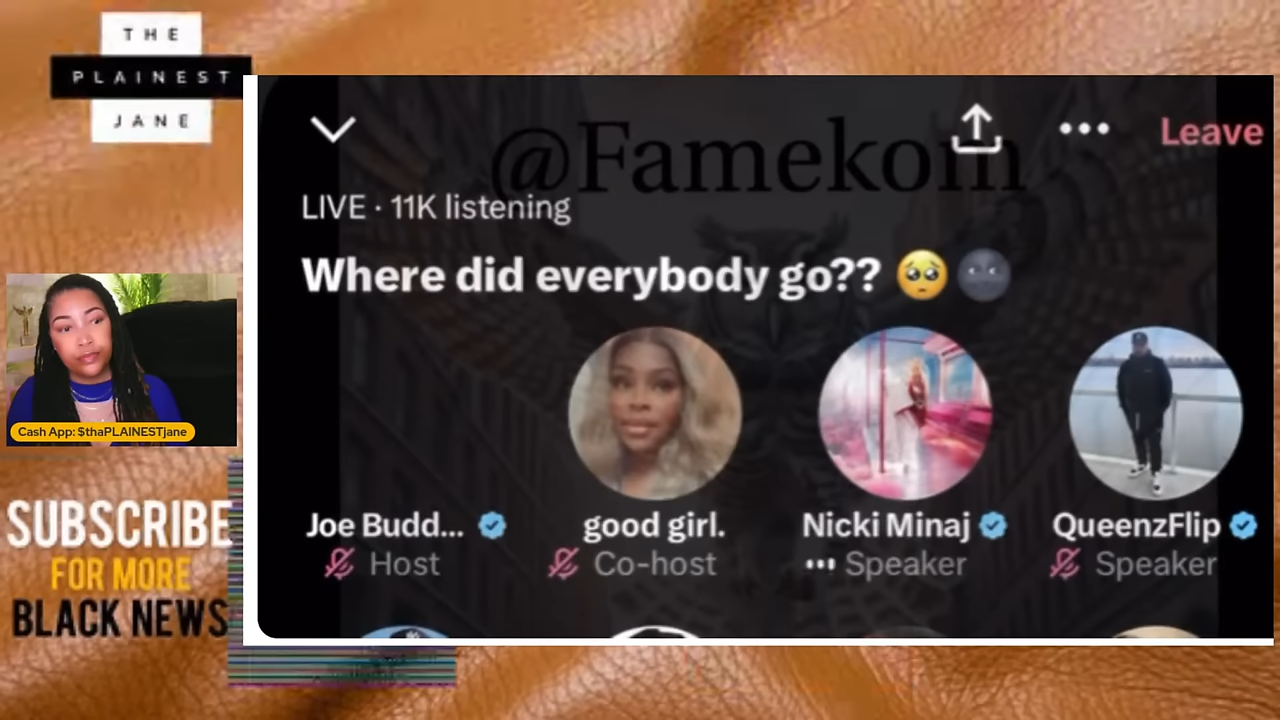 THE
PLAINEST
JANE
@Famekom
Leave
LIVE · 11K listening
Where did everybody go?? 🥺🌚
Joe Budd...
Host
good girl.
Co-host
Nicki Minaj
Speaker
QueenzFlip
Speaker
Cash App: $thaPLAINESTjane
SUBSCRIBE
FOR MORE
BLACK NEWS